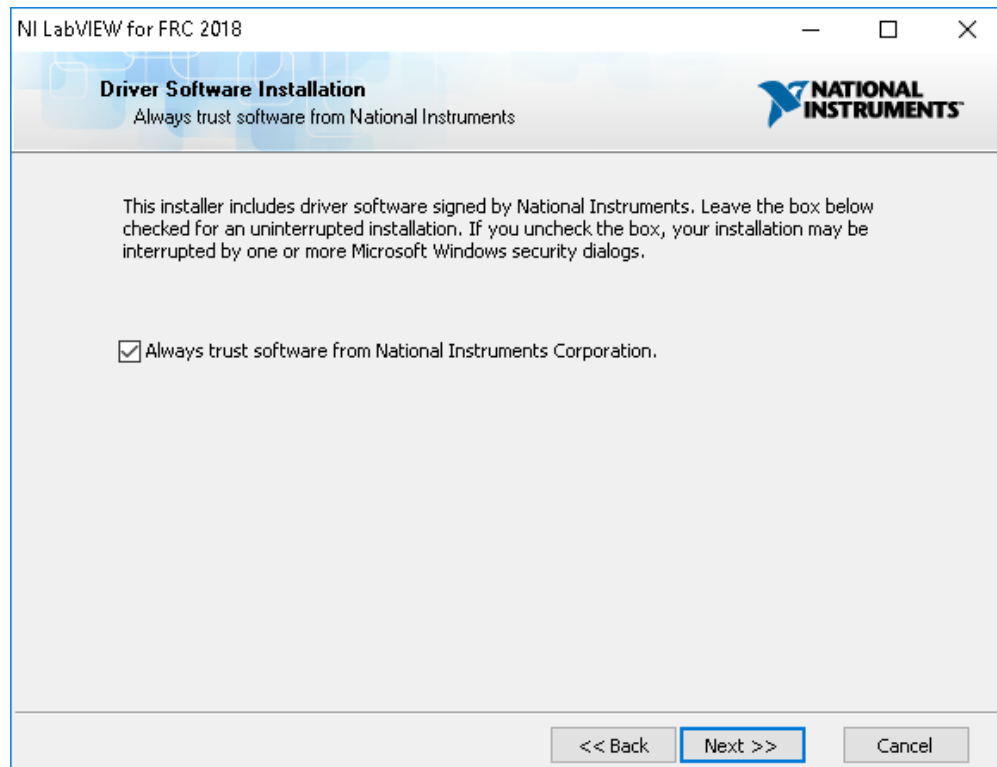 NI LabVIEW for FRC 2018
Driver Software Installation
Always trust software from National Instruments
NATIONAL
INSTRUMENTS™
This installer includes driver software signed by National Instruments. Leave the box below
checked for an uninterrupted installation. If you uncheck the box, your installation may be
interrupted by one or more Microsoft Windows security dialogs.
Always trust software from National Instruments Corporation.
<< Back Next >> Cancel